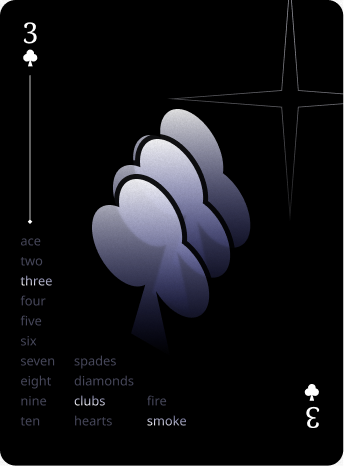 3
ace
two
three
four
five
six
seven spades
eight diamonds
nine clubs fire
ten hearts smoke
3